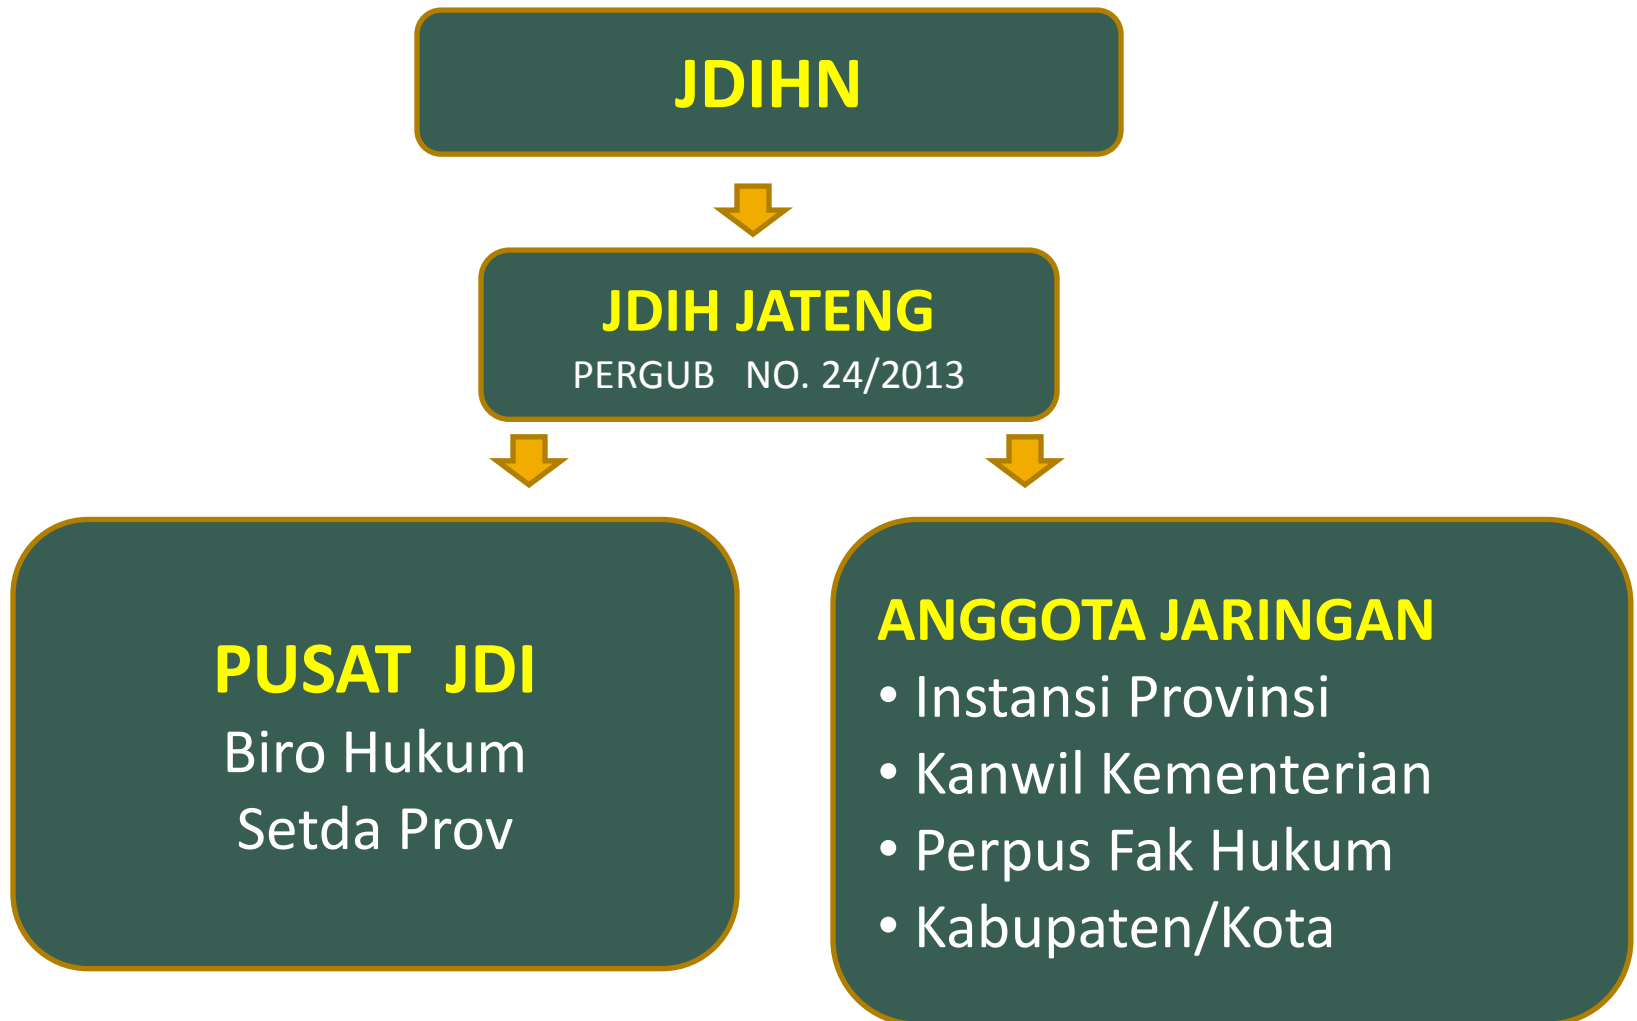 JDIHN
JDIH JATENG
PERGUB NO. 24/2013
PUSAT JDI
Biro Hukum
Setda Prov
ANGGOTA JARINGAN
• Instansi Provinsi
• Kanwil Kementerian
• Perpus Fak Hukum
• Kabupaten/Kota